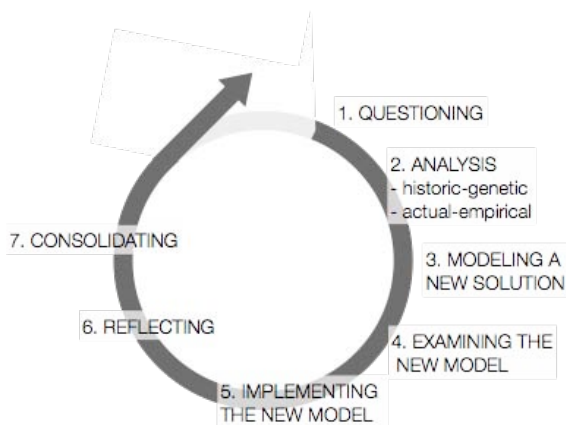 1. QUESTIONING
2. ANALYSIS
- historic-genetic
- actual-empirical
3. MODELING A
NEW SOLUTION
4. EXAMINING THE
NEW MODEL
5. IMPLEMENTING
THE NEW MODEL
6. REFLECTING
7. CONSOLIDATING